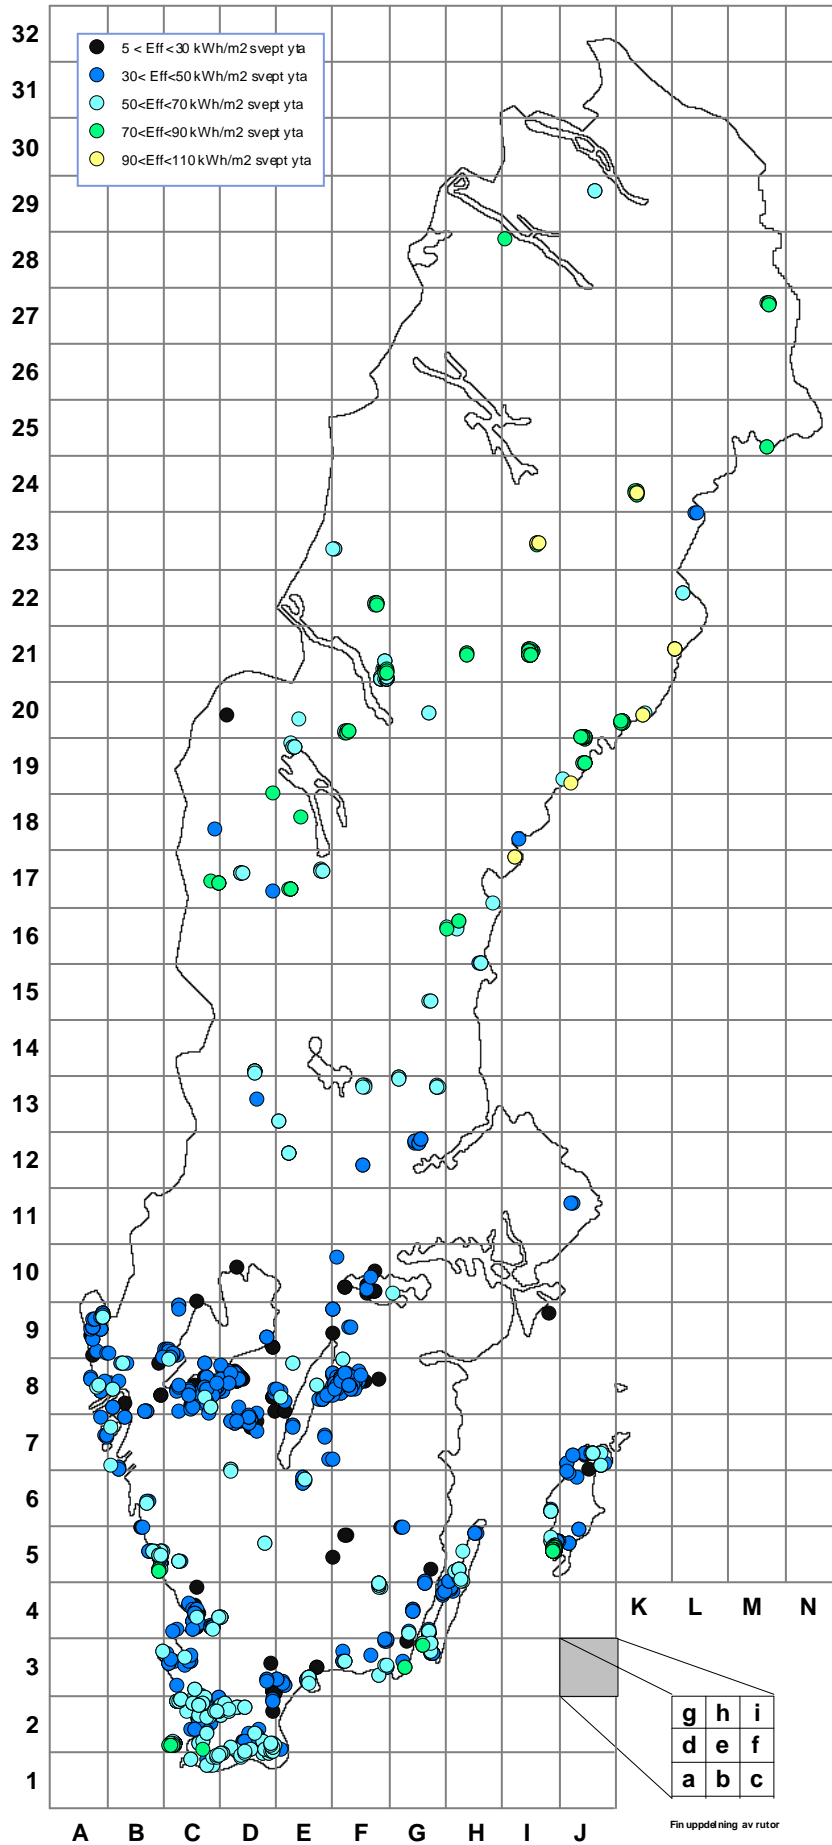 32
5 < Eff<30 kWh/m2 svept yta
30< Eff<50 kWh/m2 svept yta
50<Eff<70 kWh/m2 svept yta
70<Eff<90 kWh/m2 svept yta
90<Eff<110 kWh/m2 svept yta
31
30
29
28
27
26
25
24
23
22
21
20
19
18
17
16
15
14
13
12
11
10
9
8
7
6
5
4
K L M N
3
g h i
d e f
a b c
2
1
Fin uppdelning av rutor
A B C D E F G H I J